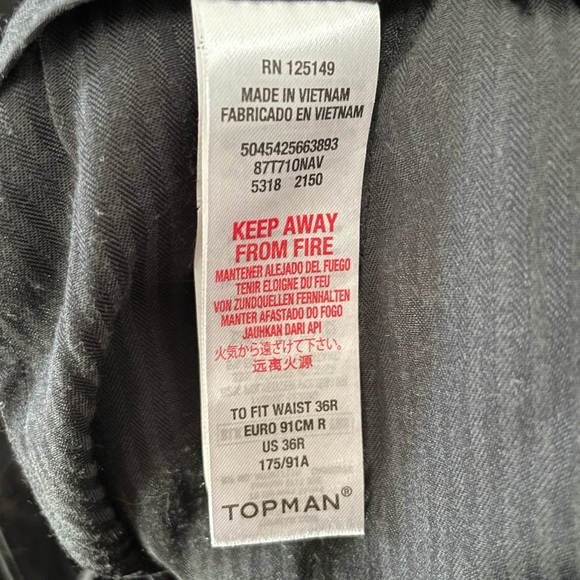 RN 125149
MADE IN VIETNAM
FABRICADO EN VIETNAM
5045425663893
87T71ONAV
5318 2150
KEEP AWAY
FROM FIRE
MANTENER ALEJADO DEL FUEGO
TENIR ELOIGNE DU FEU
VON ZUNDQUELLEN FERNHALTEN
MANTER AFASTADO DO FOGO
JAUHKAN DARI API
火気から遠ざけて下さい。
远离火源
TO FIT WAIST 36R
EURO 91CM R
US 36R
175/91A
TOPMAN®